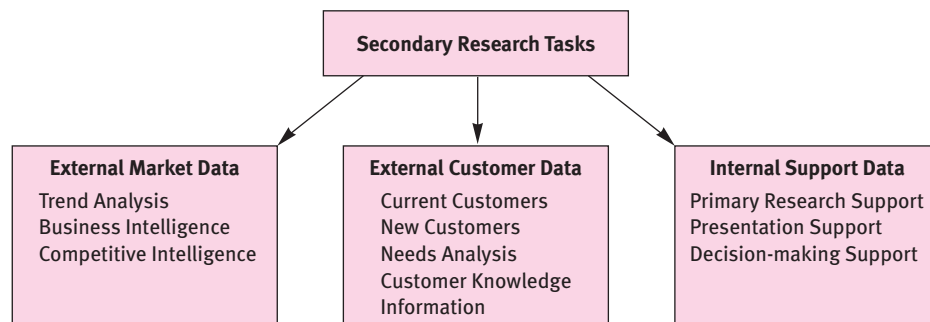 Secondary Research Tasks
External Market Data
Trend Analysis
Business Intelligence
Competitive Intelligence
External Customer Data
Current Customers
New Customers
Needs Analysis
Customer Knowledge
Information
Internal Support Data
Primary Research Support
Presentation Support
Decision-making Support